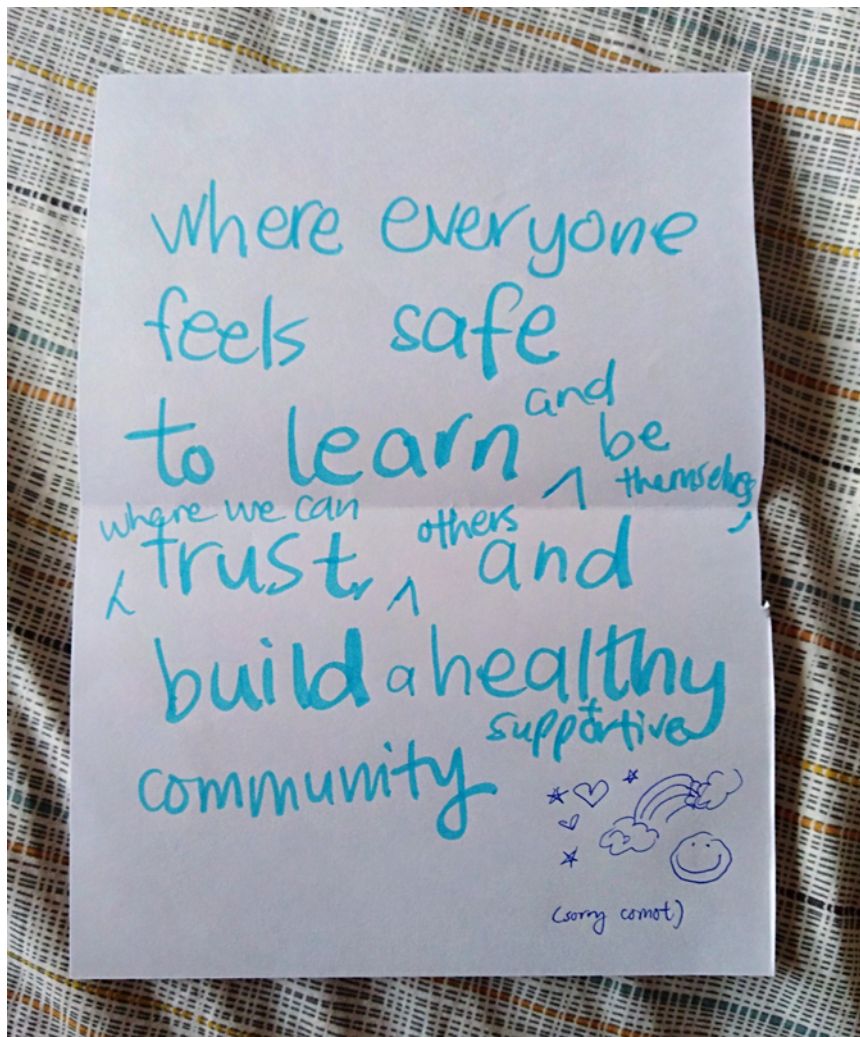 where everyone
feels safe
to learn and be themselves,
where we can trust, others and
build a healthy
+ supportive
community
(sorry comot)